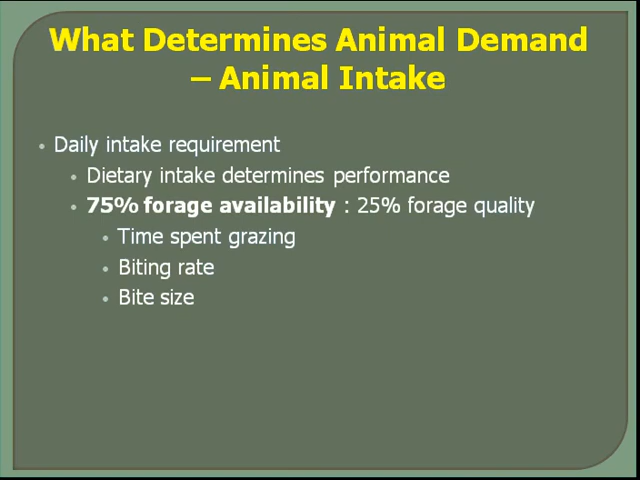 What Determines Animal Demand
– Animal Intake
• Daily intake requirement
• Dietary intake determines performance
• 75% forage availability : 25% forage quality
• Time spent grazing
• Biting rate
• Bite size